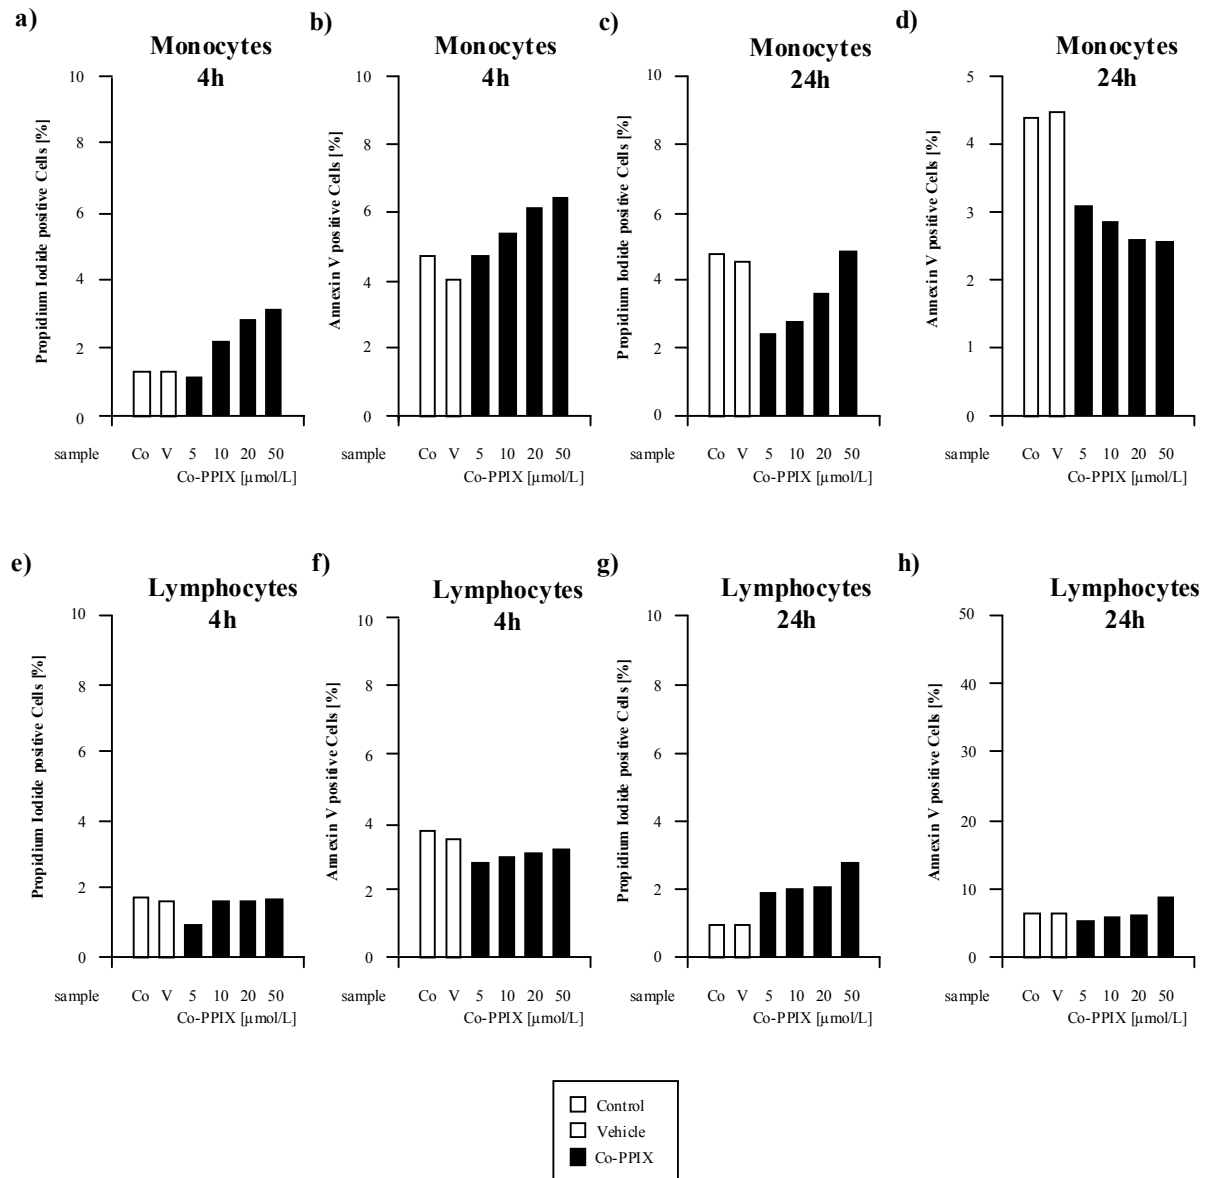 a)
Monocytes
4h
10
8
6
4
2
0
Propidium Iodide positive Cells [%]
sample Co V 5 10 20 50
Co-PPIX [µmol/L]
b)
Monocytes
4h
10
8
6
4
2
0
Annexin V positive Cells [%]
sample Co V 5 10 20 50
Co-PPIX [µmol/L]
c)
Monocytes
24h
10
8
6
4
2
0
Propidium Iodide positive Cells [%]
sample Co V 5 10 20 50
Co-PPIX [µmol/L]
d)
Monocytes
24h
5
4
3
2
1
0
Annexin V positive Cells [%]
sample Co V 5 10 20 50
Co-PPIX [µmol/L]
e)
Lymphocytes
4h
10
8
6
4
2
0
Propidium Iodide positive Cells [%]
sample Co V 5 10 20 50
Co-PPIX [µmol/L]
f)
Lymphocytes
4h
10
8
6
4
2
0
Annexin V positive Cells [%]
sample Co V 5 10 20 50
Co-PPIX [µmol/L]
g)
Lymphocytes
24h
10
8
6
4
2
0
Propidium Iodide positive Cells [%]
sample Co V 5 10 20 50
Co-PPIX [µmol/L]
h)
Lymphocytes
24h
50
40
30
20
10
0
Annexin V positive Cells [%]
sample Co V 5 10 20 50
Co-PPIX [µmol/L]
Control
Vehicle
Co-PPIX